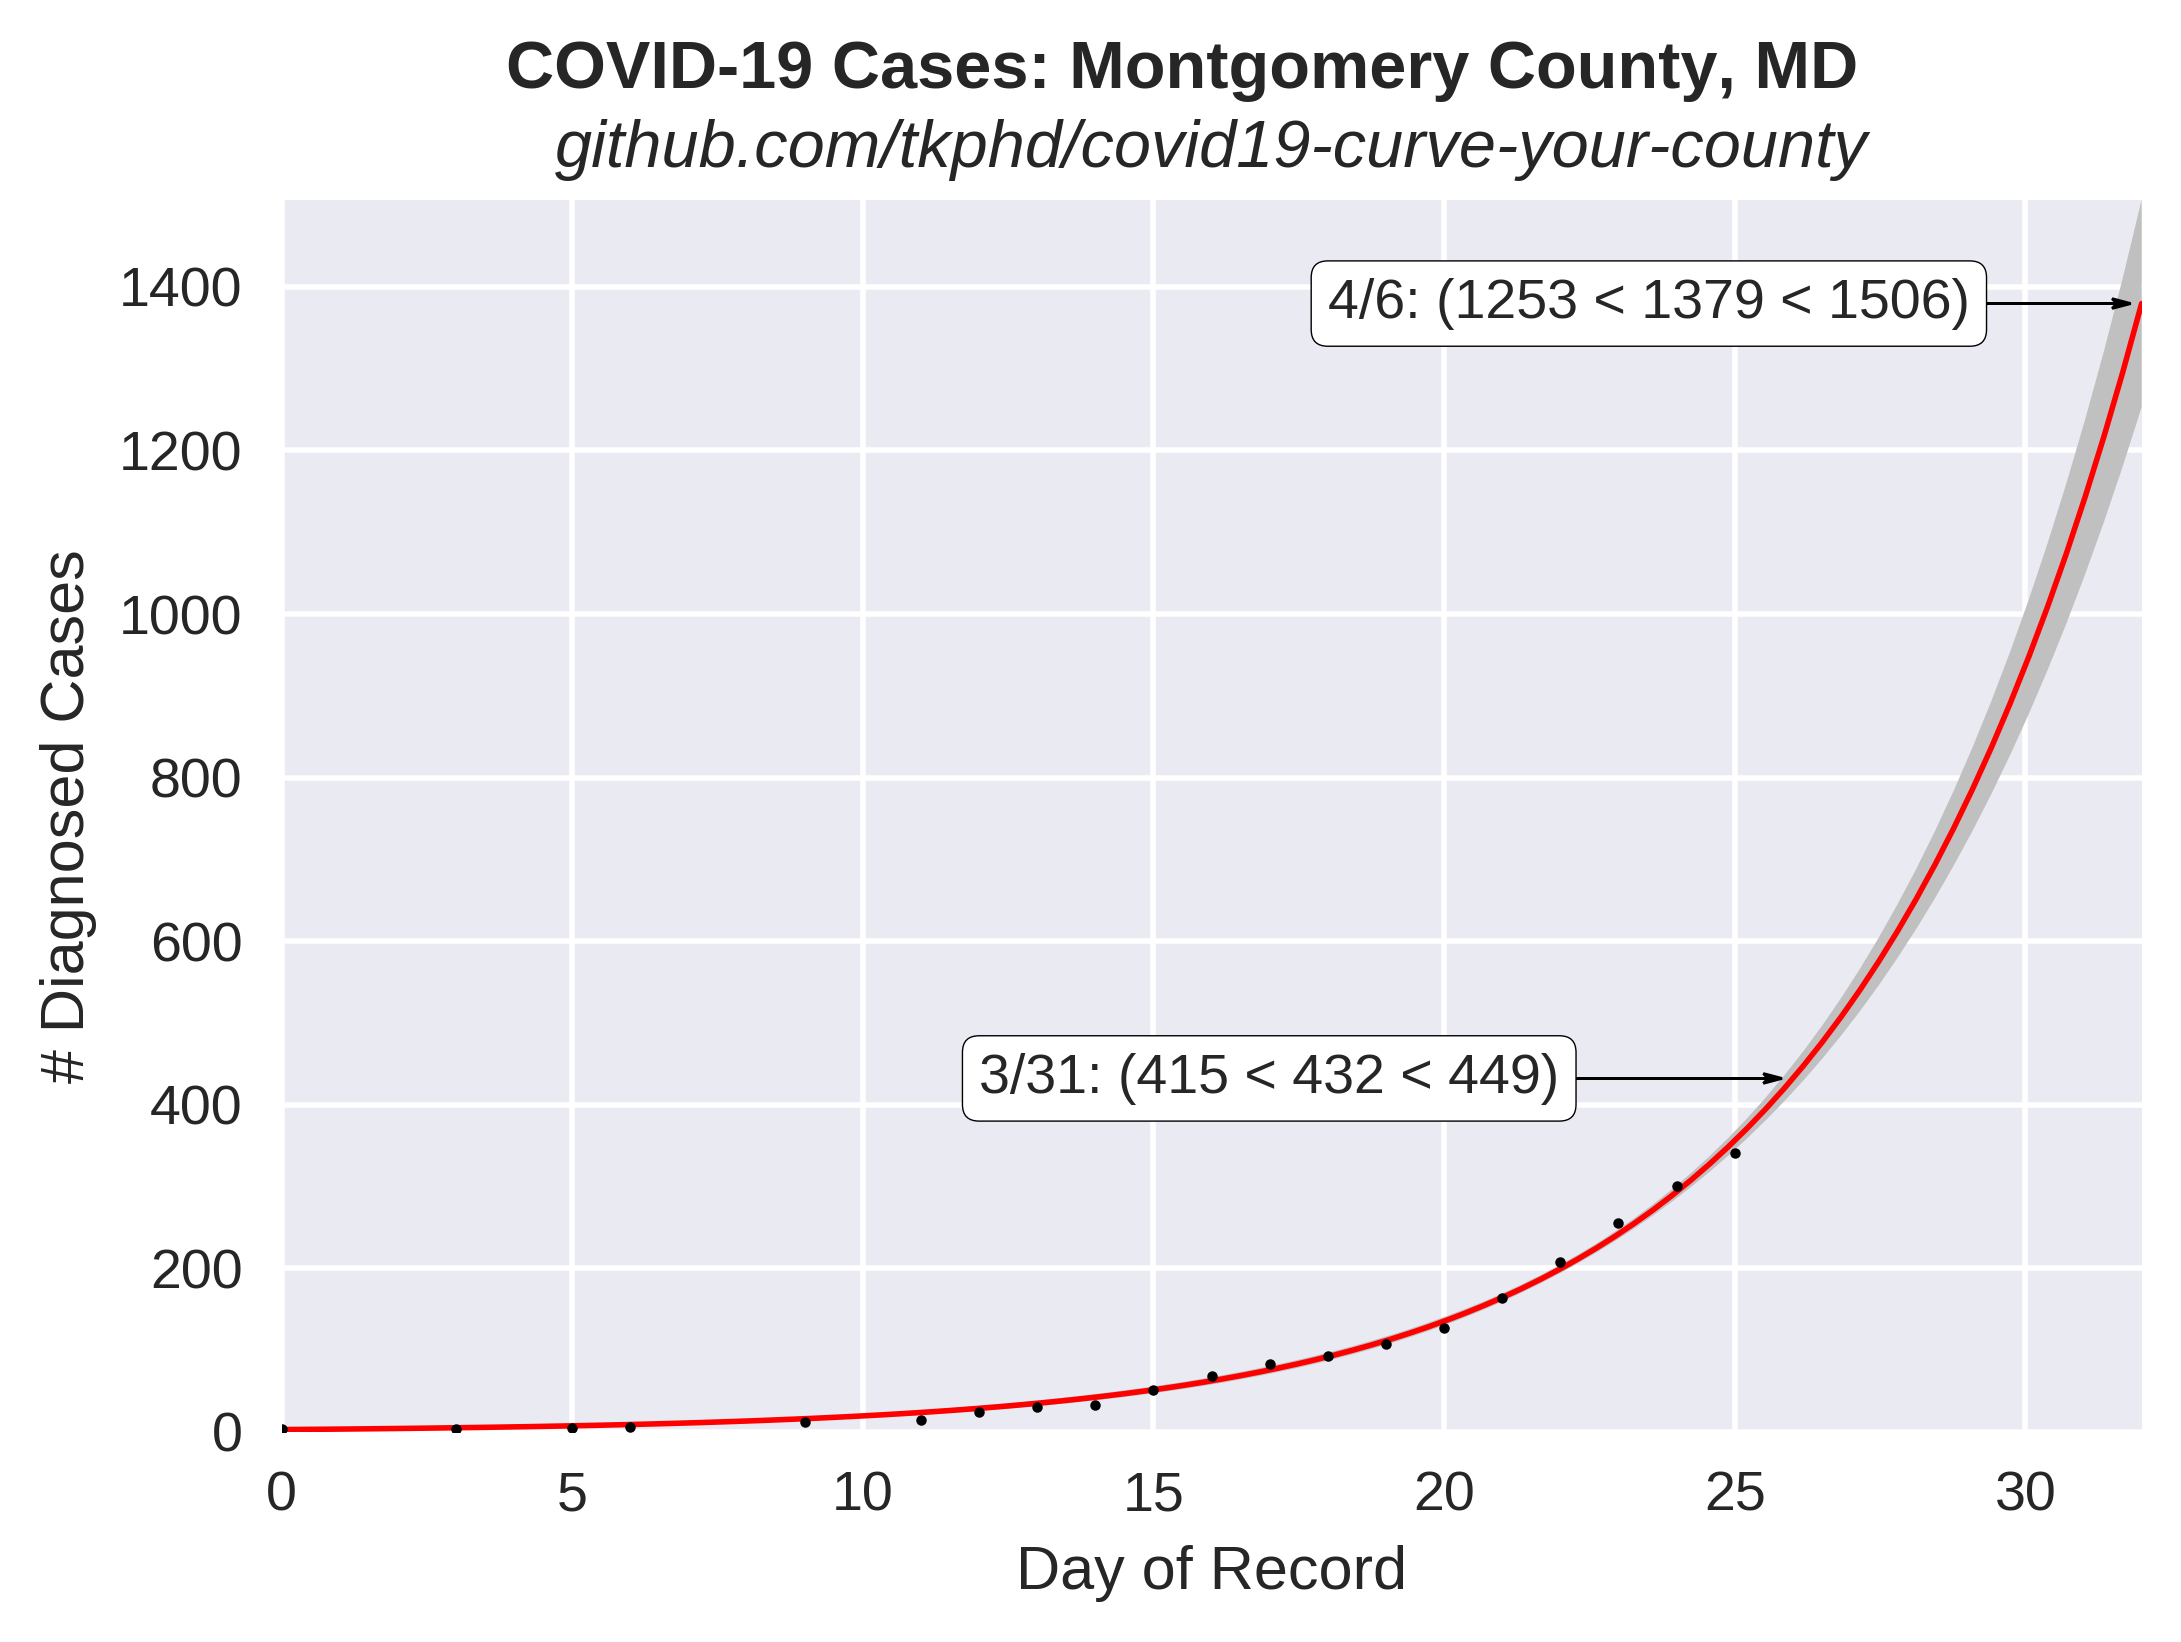 COVID-19 Cases: Montgomery County, MD
github.com/tkphd/covid19-curve-your-county
1400
1200
1000
800
600
400
200
0
# Diagnosed Cases
4/6: (1253 < 1379 < 1506)
3/31: (415 < 432 < 449)
0 5 10 15 20 25 30
Day of Record